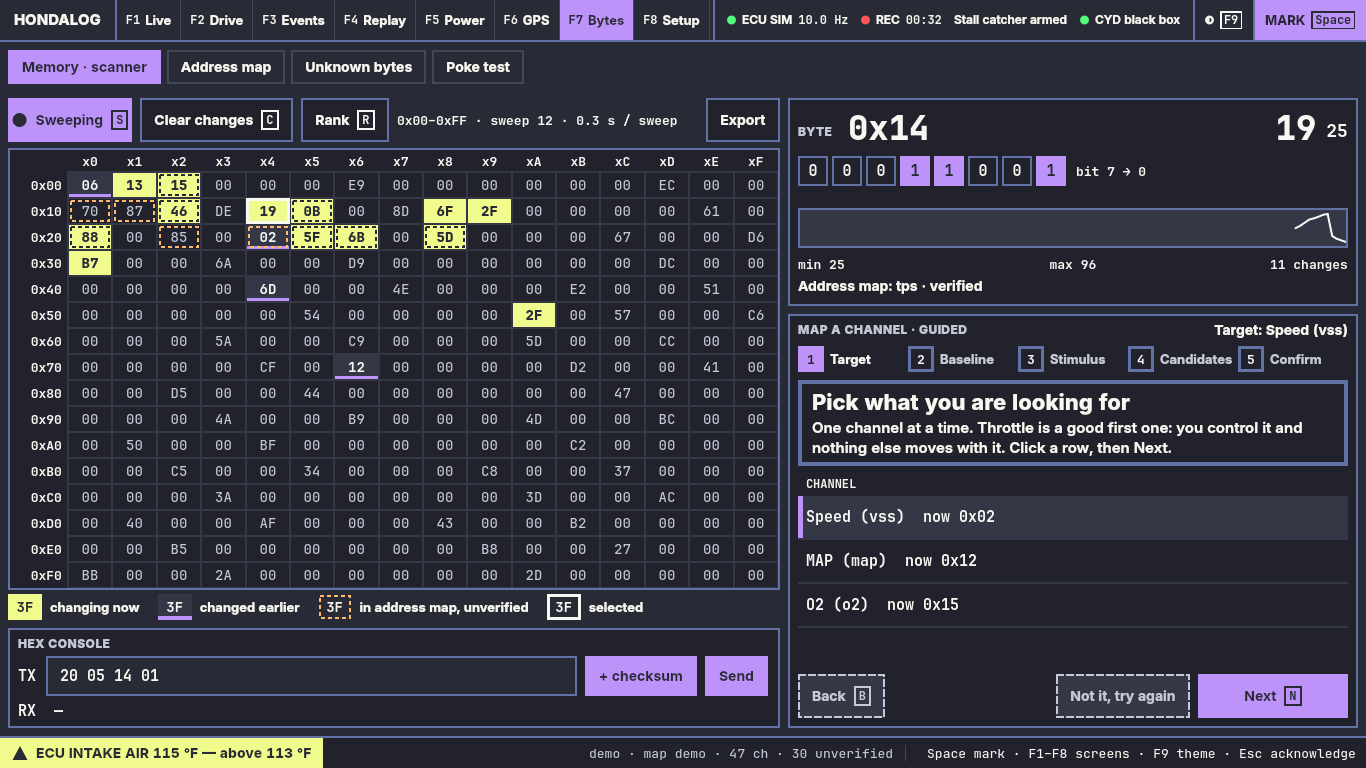 HONDALOG F1 Live F2 Drive F3 Events F4 Replay F5 Power F6 GPS F7 Bytes F8 Setup ECU SIM 10.0 Hz REC 00:32 Stall catcher armed CYD black box F9 MARK Space
Memory · scanner Address map Unknown bytes Poke test
Sweeping S Clear changes C Rank R 0x00–0xFF · sweep 12 · 0.3 s / sweep Export
x0 x1 x2 x3 x4 x5 x6 x7 x8 x9 xA xB xC xD xE xF
0x00 06 13 15 00 00 00 E9 00 00 00 00 00 00 EC 00 00
0x10 70 87 46 DE 19 0B 00 8D 6F 2F 00 00 00 00 61 00
0x20 88 00 85 00 02 5F 6B 00 5D 00 00 00 67 00 00 D6
0x30 B7 00 00 6A 00 00 D9 00 00 00 00 00 00 DC 00 00
0x40 00 00 00 00 6D 00 00 4E 00 00 00 E2 00 00 51 00
0x50 00 00 00 00 00 54 00 00 00 00 2F 00 57 00 00 C6
0x60 00 00 00 5A 00 00 C9 00 00 00 5D 00 00 CC 00 00
0x70 00 00 00 00 CF 00 12 00 00 00 00 D2 00 00 41 00
0x80 00 00 D5 00 00 44 00 00 00 00 00 00 47 00 00 00
0x90 00 00 00 4A 00 00 B9 00 00 00 4D 00 00 BC 00 00
0xA0 00 50 00 00 BF 00 00 00 00 00 00 C2 00 00 00 00
0xB0 00 00 C5 00 00 34 00 00 00 C8 00 00 37 00 00 00
0xC0 00 00 00 3A 00 00 00 00 00 00 3D 00 00 AC 00 00
0xD0 00 40 00 00 AF 00 00 00 43 00 00 B2 00 00 00 00
0xE0 00 00 B5 00 00 00 00 00 00 B8 00 00 27 00 00 00
0xF0 BB 00 00 2A 00 00 00 00 00 00 2D 00 00 00 00 00
3F changing now 3F changed earlier 3F in address map, unverified 3F selected
HEX CONSOLE
TX 20 05 14 01 + checksum Send
RX —
BYTE 0x14 19 25
0 0 0 1 1 0 0 1 bit 7 → 0
min 25 max 96 11 changes
Address map: tps · verified
MAP A CHANNEL · GUIDED Target: Speed (vss)
1 Target 2 Baseline 3 Stimulus 4 Candidates 5 Confirm
Pick what you are looking for
One channel at a time. Throttle is a good first one: you control it and
nothing else moves with it. Click a row, then Next.
CHANNEL
Speed (vss) now 0x02
MAP (map) now 0x12
O2 (o2) now 0x15
Back B Not it, try again Next N
ECU INTAKE AIR 115 °F — above 113 °F demo · map demo · 47 ch · 30 unverified Space mark · F1–F8 screens · F9 theme · Esc acknowledge